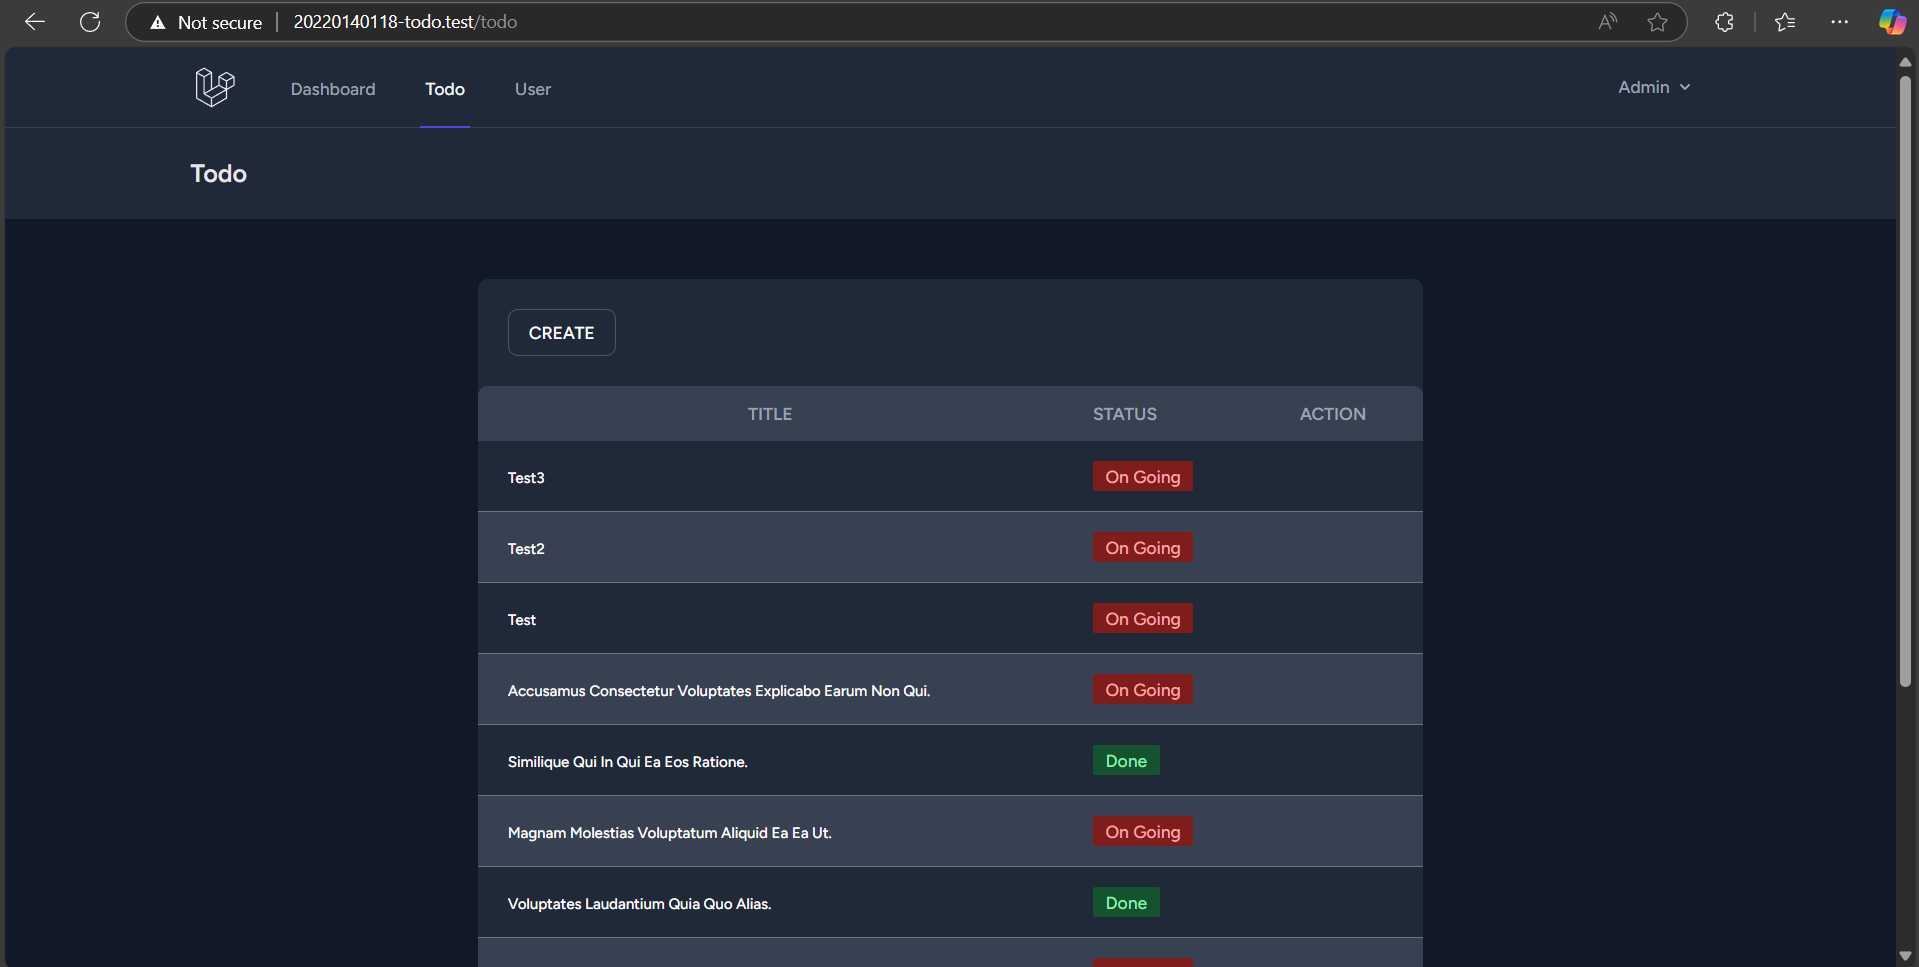 Not secure | 20220140118-todo.test/todo
Dashboard Todo User Admin
Todo
CREATE
TITLE STATUS ACTION
Test3 On Going
Test2 On Going
Test On Going
Accusamus Consectetur Voluptates Explicabo Earum Non Qui. On Going
Similique Qui In Qui Ea Eos Ratione. Done
Magnam Molestias Voluptatum Aliquid Ea Ea Ut. On Going
Voluptates Laudantium Quia Quo Alias. Done